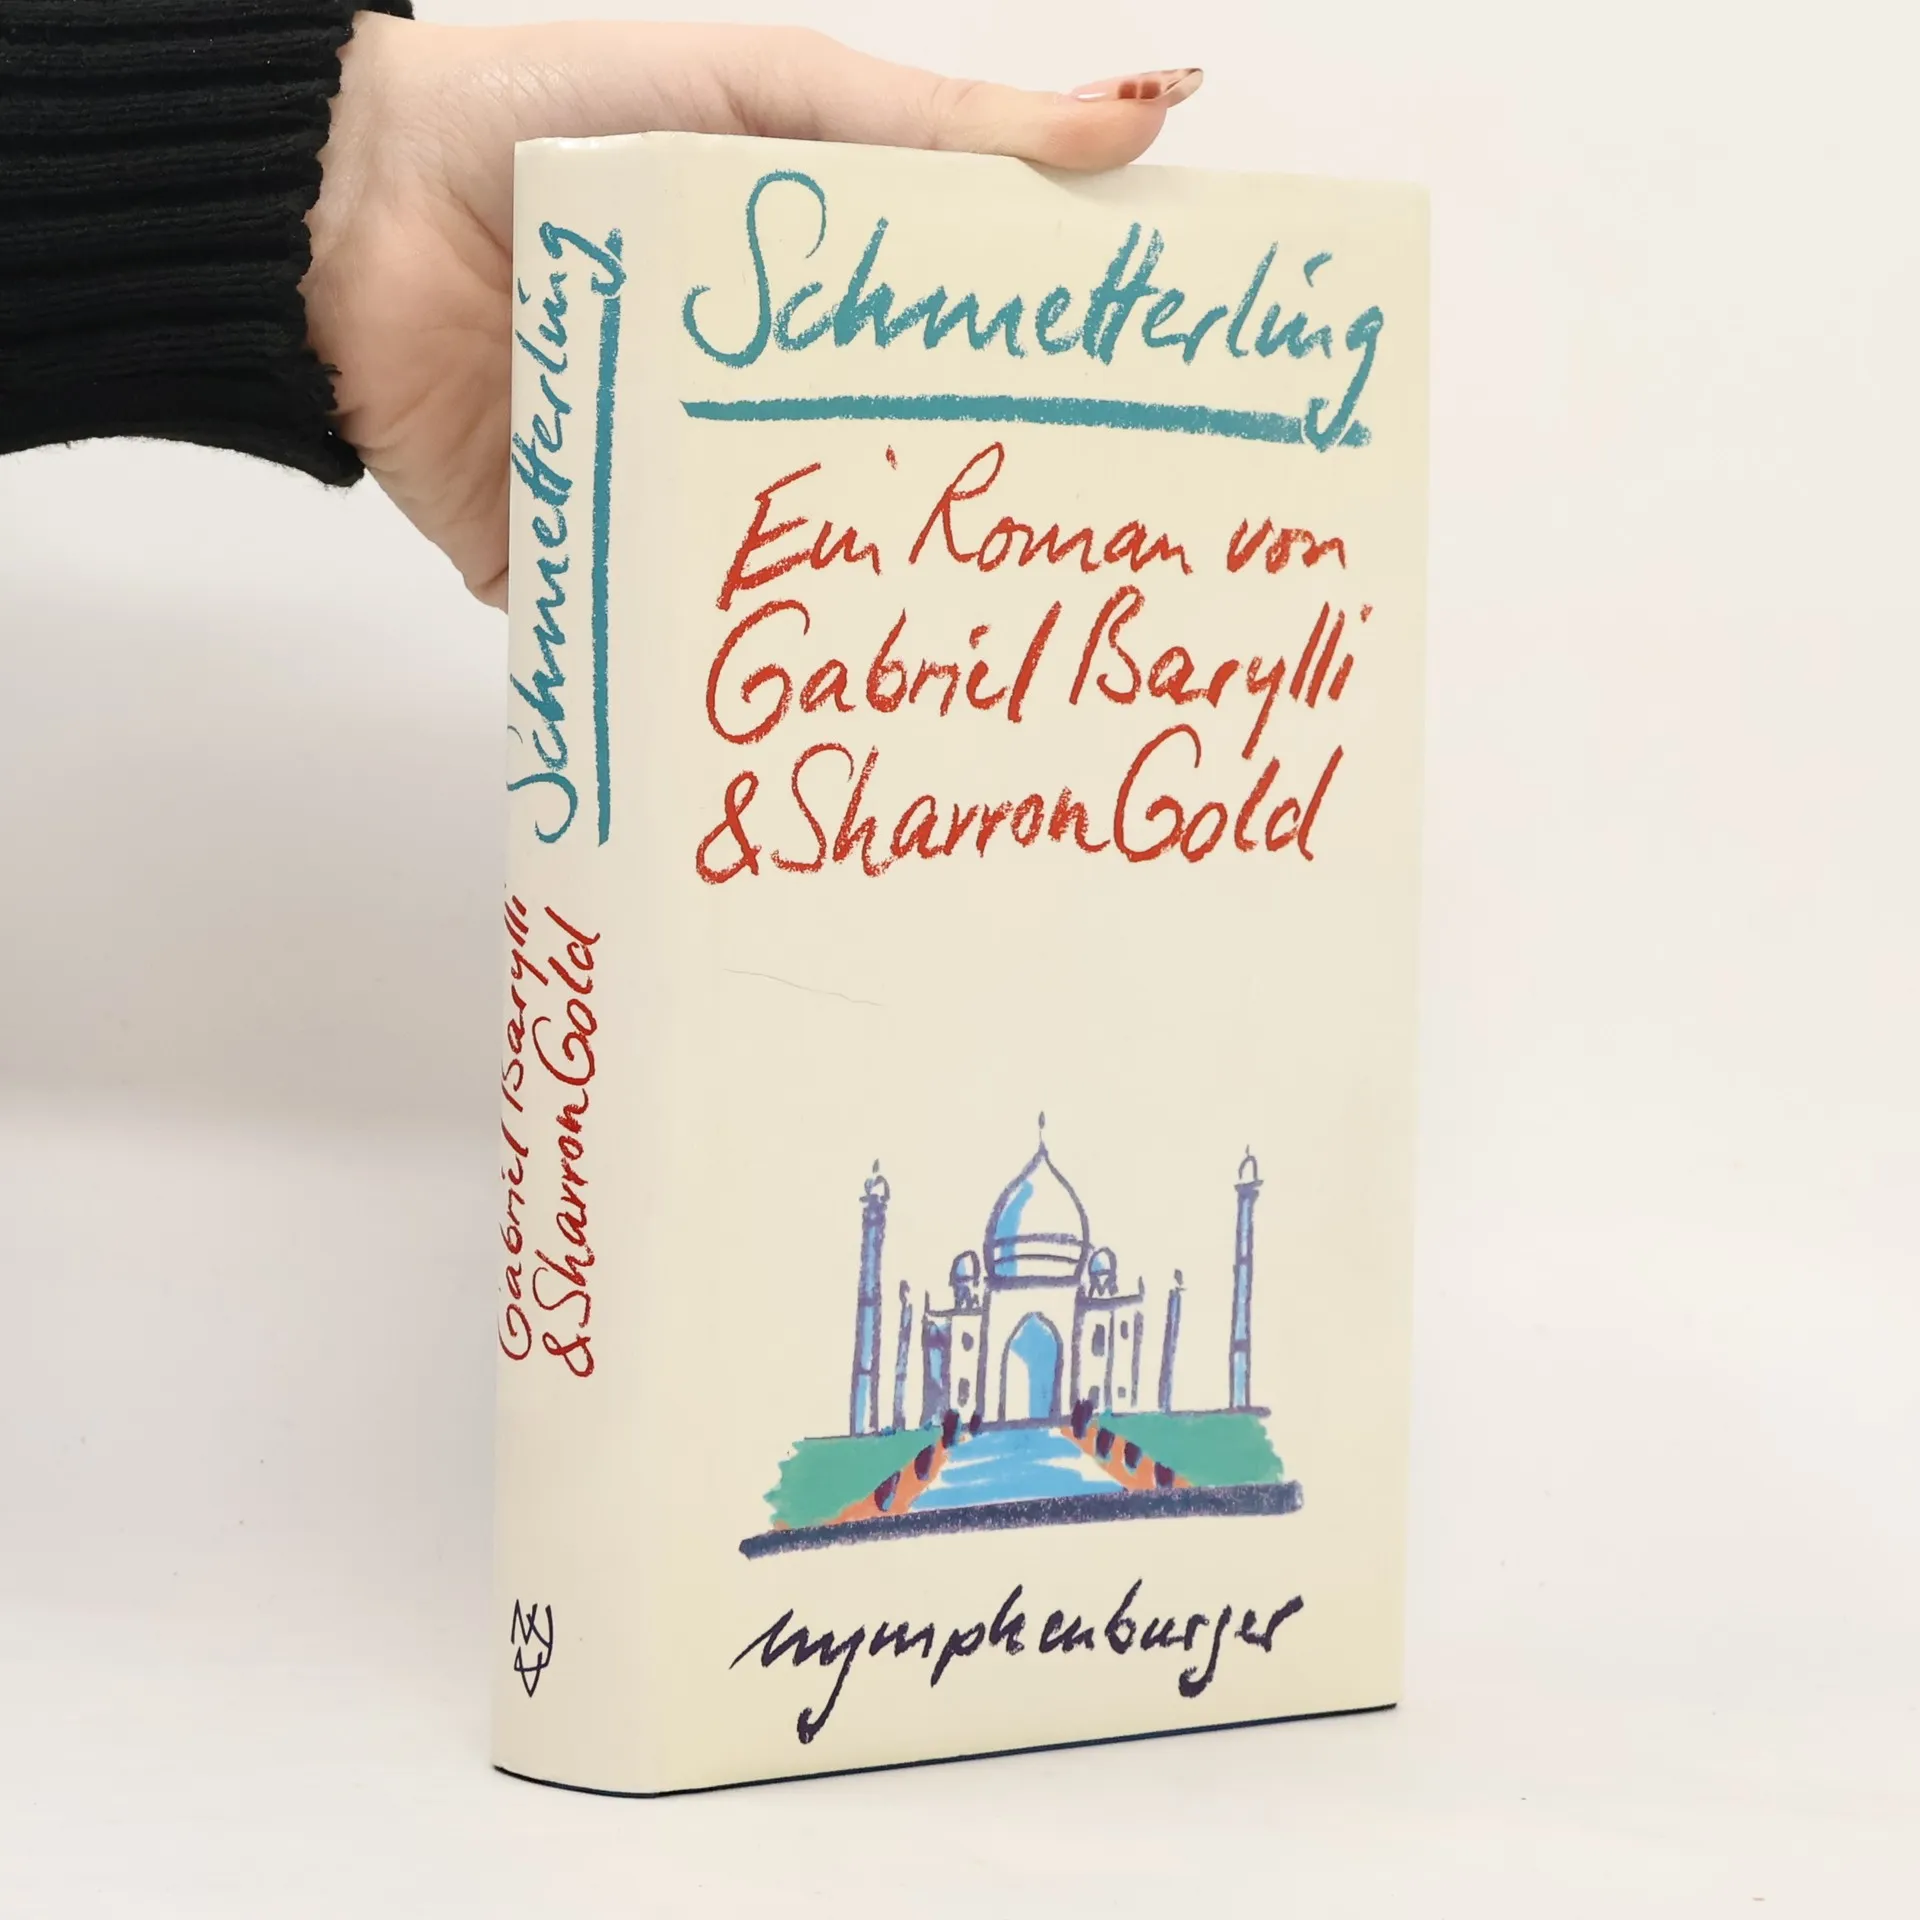 Schmetterling
Ein Roman von
Gabriel Barylli
& Sharron Gold
nymphenburger
Schmetterling
Gabriel Barylli
& Sharron Gold